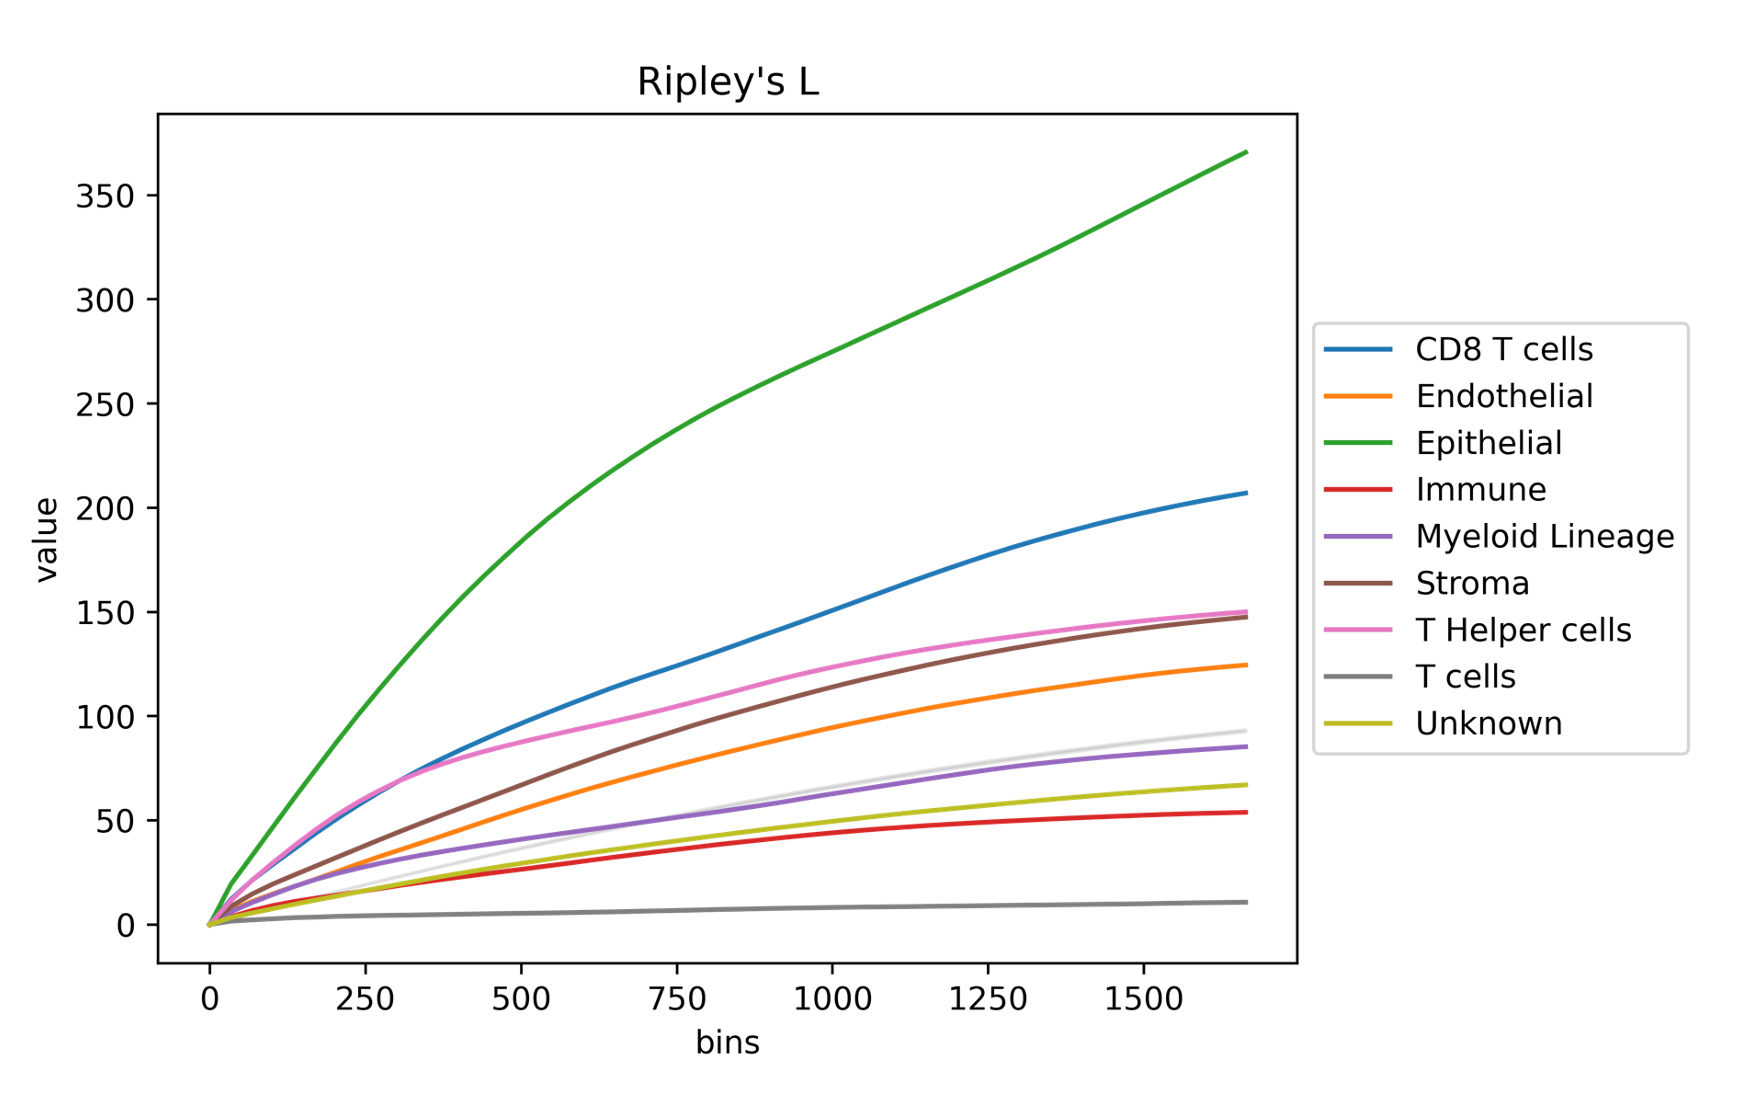 Ripley's L
value
350
300
250
200
150
100
50
0
0 250 500 750 1000 1250 1500
bins
CD8 T cells
Endothelial
Epithelial
Immune
Myeloid Lineage
Stroma
T Helper cells
T cells
Unknown